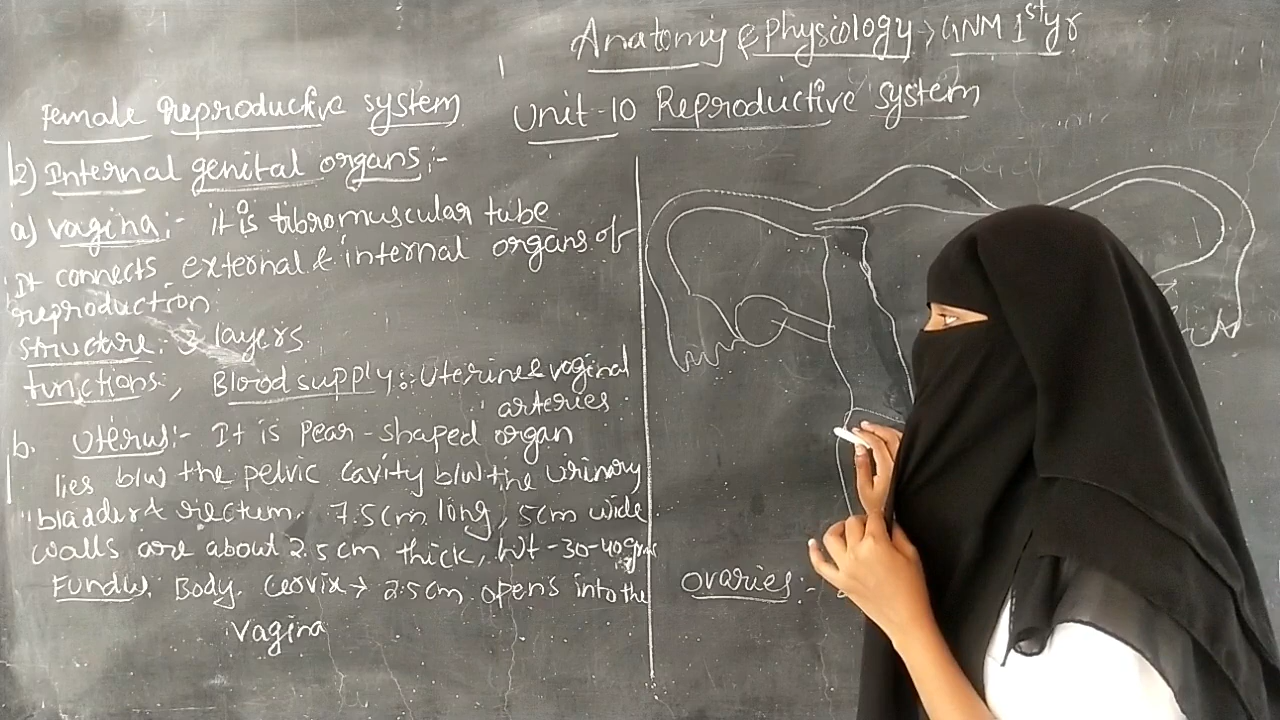 Anatomy & Physiology → GNM 1st yr
Female Reproductive system
Unit-10 Reproductive system
2) Internal genital organs:-
a) vagina:- it is fibromuscular tube
It connects external & internal organs of
reproduction
structure:- 3 layers.
functions:, Blood supply:- Uterine & vaginal
arteries
b. Uterus:- It is Pear-shaped organ
lies b/w the pelvic cavity b/w the urinary
bladder & rectum. 7.5cm long, 5cm wide
walls are about 2.5cm thick, wt-30-40gms
Fundus. Body. Cervix → 2.5cm. opens into the
vagina
Ovaries:-